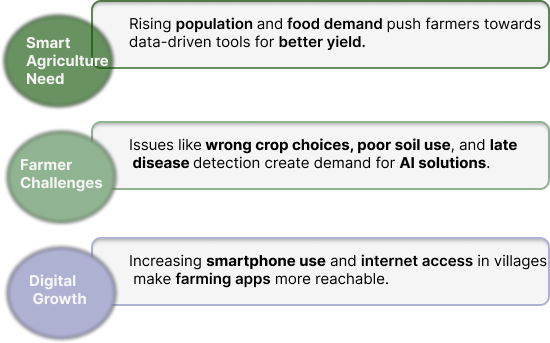 Smart
Agriculture
Need
Rising population and food demand push farmers towards
data-driven tools for better yield.
Farmer
Challenges
Issues like wrong crop choices, poor soil use, and late
disease detection create demand for AI solutions.
Digital
Growth
Increasing smartphone use and internet access in villages
make farming apps more reachable.